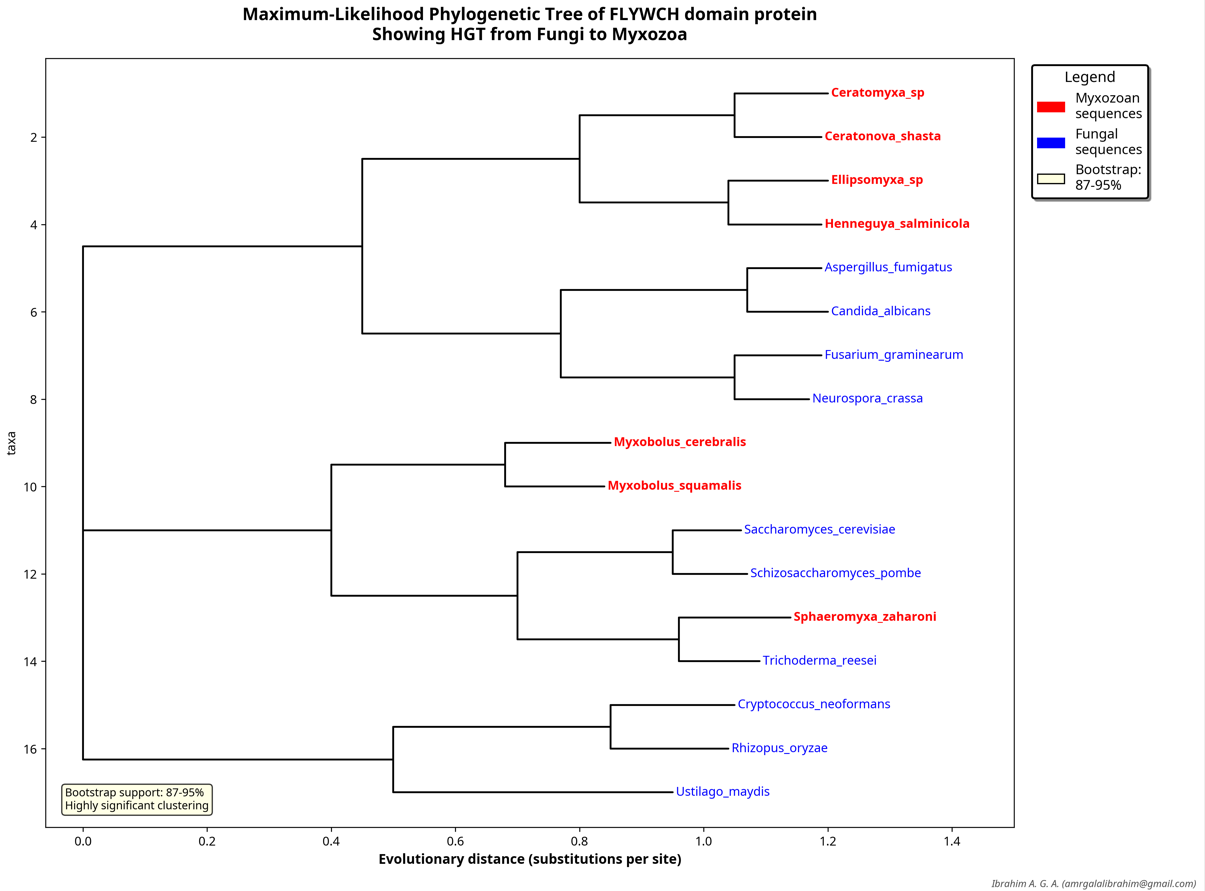 Maximum-Likelihood Phylogenetic Tree of FLYWCH domain protein
Showing HGT from Fungi to Myxozoa
Legend
Myxozoan
sequences
Fungal
sequences
Bootstrap:
87-95%
Ceratomyxa_sp
2
Ceratonova_shasta
Ellipsomyxa_sp
4
Henneguya_salminicola
Aspergillus_fumigatus
6
Candida_albicans
Fusarium_graminearum
8
Neurospora_crassa
taxa
Myxobolus_cerebralis
10
Myxobolus_squamalis
Saccharomyces_cerevisiae
12
Schizosaccharomyces_pombe
Sphaeromyxa_zaharoni
14
Trichoderma_reesei
Cryptococcus_neoformans
16
Rhizopus_oryzae
Ustilago_maydis
Bootstrap support: 87-95%
Highly significant clustering
0.0 0.2 0.4 0.6 0.8 1.0 1.2 1.4
Evolutionary distance (substitutions per site)
Ibrahim A. G. A. (amrgalalibrahim@gmail.com)